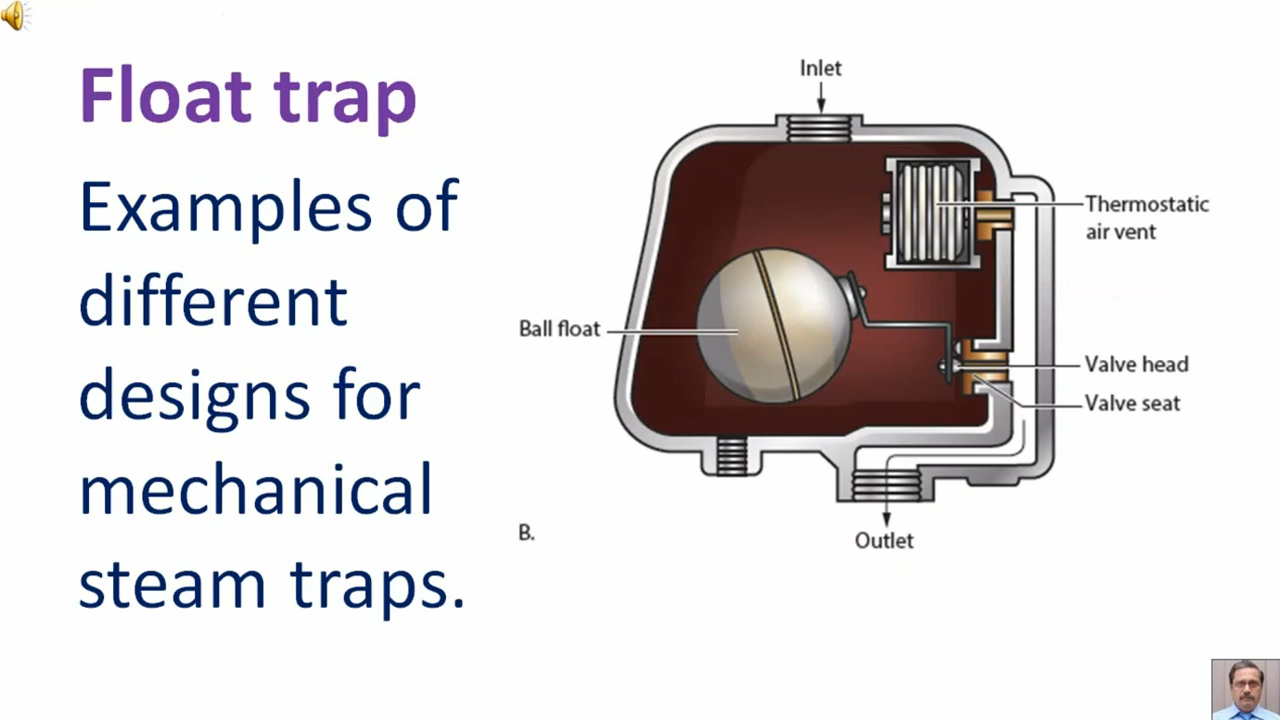 Float trap
Examples of
different
designs for
mechanical
steam traps.
Inlet
Thermostatic
air vent
Ball float
Valve head
Valve seat
B.
Outlet